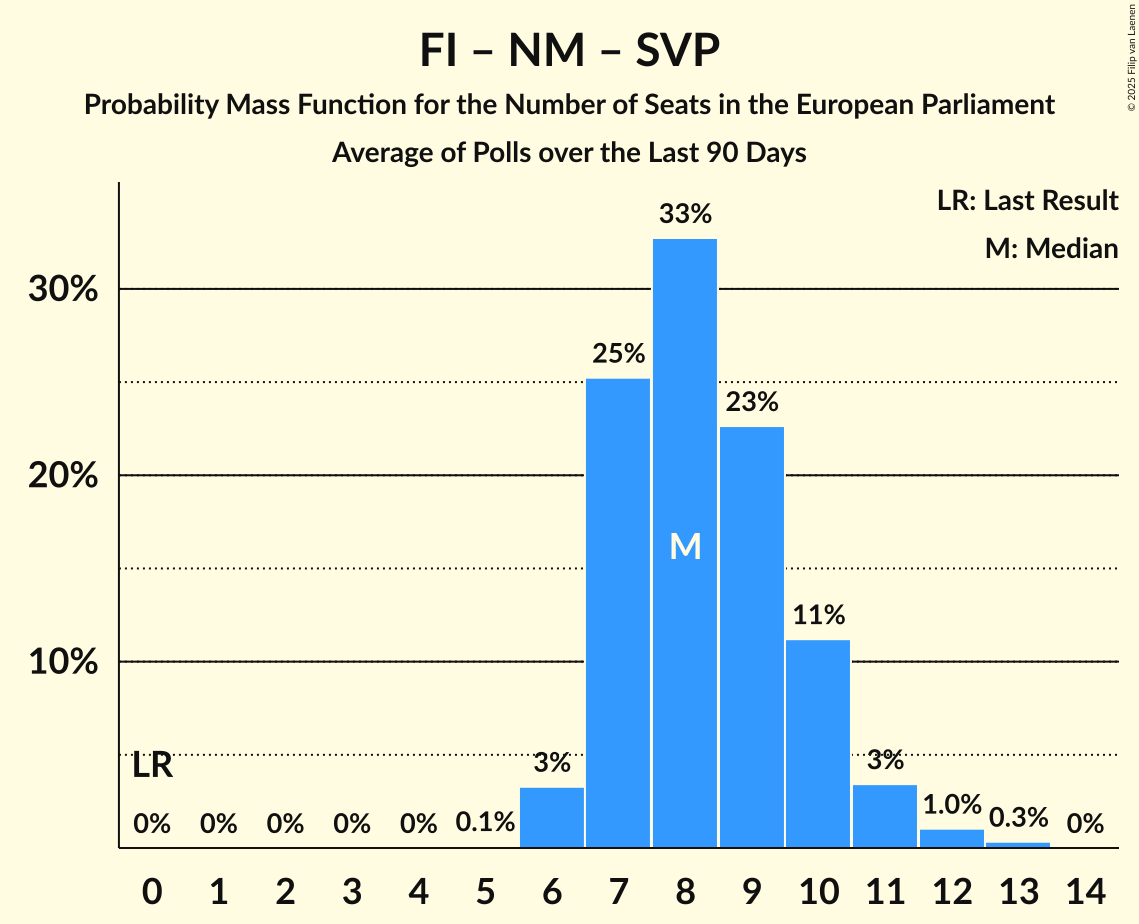 FI – NM – SVP
Probability Mass Function for the Number of Seats in the European Parliament
Average of Polls over the Last 90 Days
© 2025 Filip van Laenen
LR: Last Result
M: Median
33%
30%
25%
23%
20%
M
11%
10%
LR
3%
3%
0% 0% 0% 0% 0% 0.1% 1.0% 0.3% 0%
0 1 2 3 4 5 6 7 8 9 10 11 12 13 14